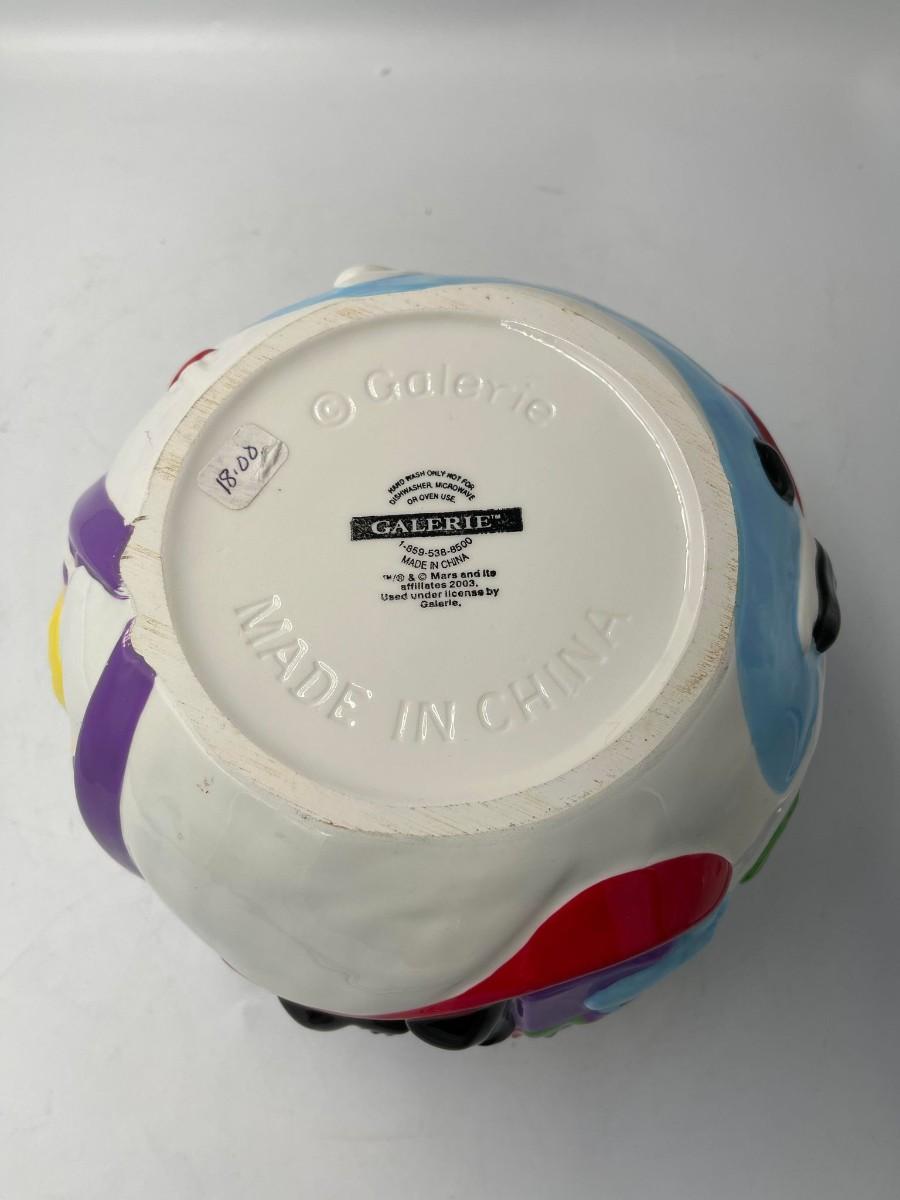 © Galerie
18.00
HAND WASH ONLY NOT FOR
DISHWASHER, MICROWAVE
OR OVEN USE.
GALERIE™
1-859-538-8500
MADE IN CHINA
™/® & © Mars and its
affiliates 2003.
Used under license by
Galerie.
MADE IN CHINA